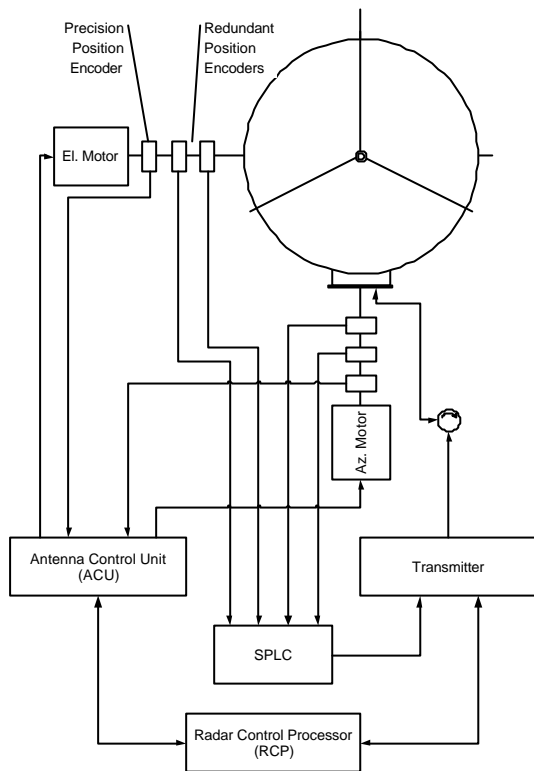 Precision
Position
Encoder
Redundant
Position
Encoders
El. Motor
Az. Motor
Antenna Control Unit
(ACU)
Transmitter
SPLC
Radar Control Processor
(RCP)